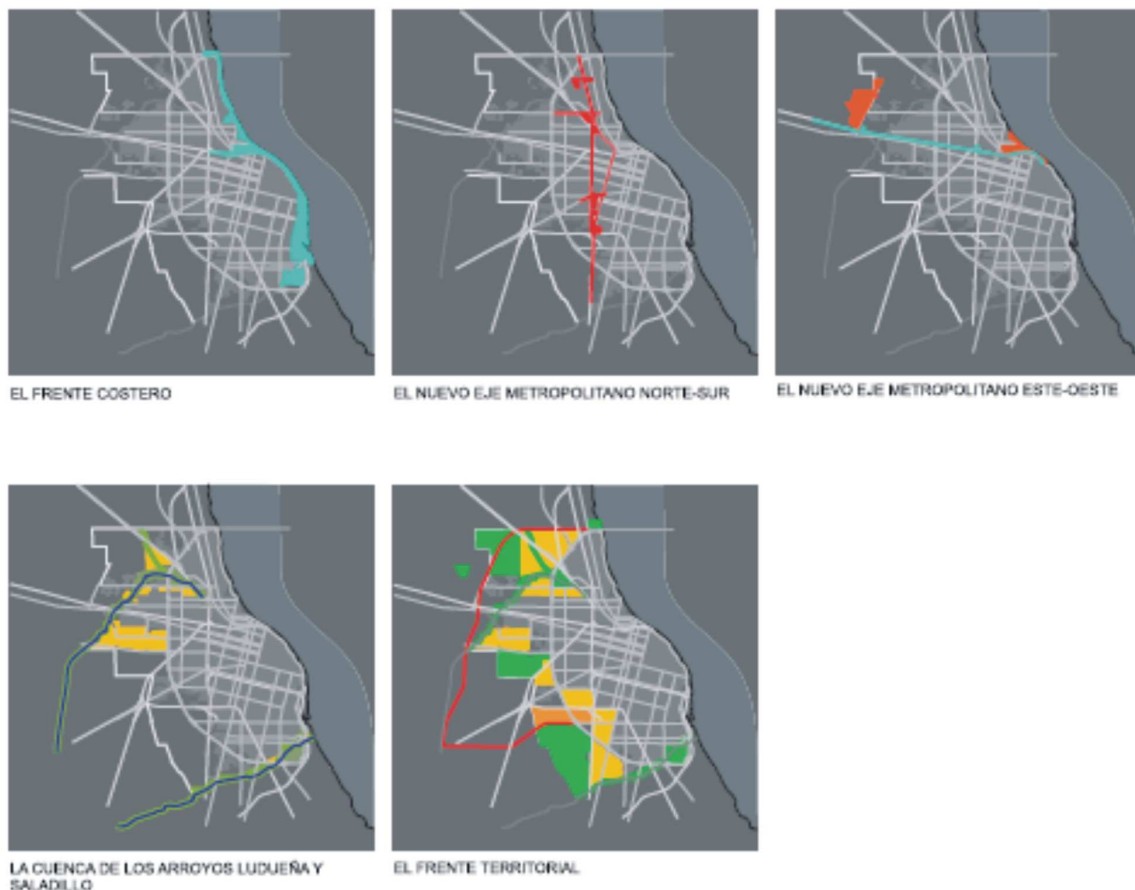 EL FRENTE COSTERO
EL NUEVO EJE METROPOLITANO NORTE-SUR
EL NUEVO EJE METROPOLITANO ESTE-OESTE
LA CUENCA DE LOS ARROYOS LUDUEÑA Y
SALADILLO
EL FRENTE TERRITORIAL